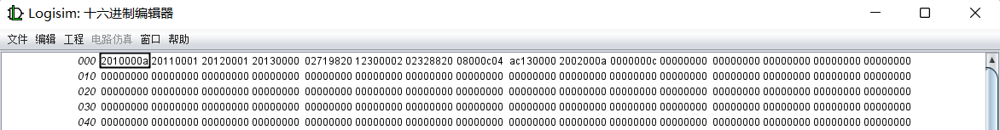 Logisim: 十六进制编辑器
文件 编辑 工程 电路仿真 窗口 帮助
000 2010000a 20110001 20120001 20130000 02719820 12300002 02328820 08000c04 ac130000 2002000a 0000000c 00000000 00000000 00000000 00000000 00000000
010 00000000 00000000 00000000 00000000 00000000 00000000 00000000 00000000 00000000 00000000 00000000 00000000 00000000 00000000 00000000 00000000
020 00000000 00000000 00000000 00000000 00000000 00000000 00000000 00000000 00000000 00000000 00000000 00000000 00000000 00000000 00000000 00000000
030 00000000 00000000 00000000 00000000 00000000 00000000 00000000 00000000 00000000 00000000 00000000 00000000 00000000 00000000 00000000 00000000
040 00000000 00000000 00000000 00000000 00000000 00000000 00000000 00000000 00000000 00000000 00000000 00000000 00000000 00000000 00000000 00000000